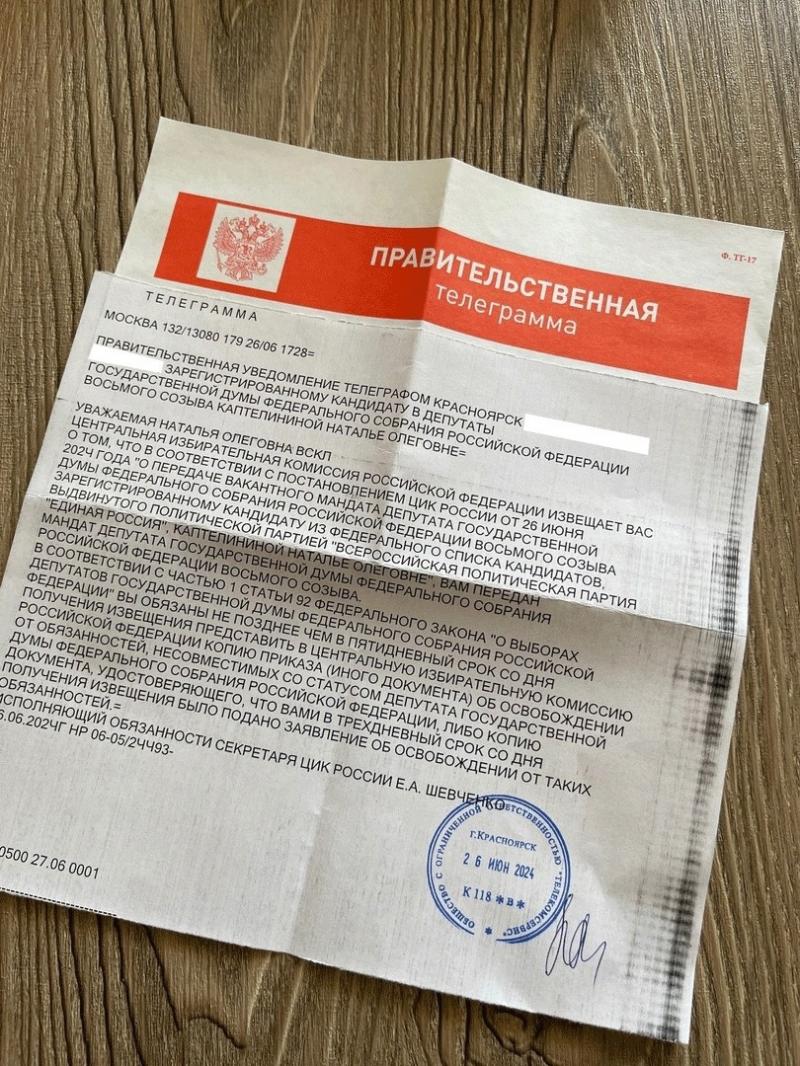 Ф. ТГ-17
ПРАВИТЕЛЬСТВЕННАЯ
телеграмма
ТЕЛЕГРАММА
МОСКВА 132/13080 179 26/06 1728=
ПРАВИТЕЛЬСТВЕННАЯ УВЕДОМЛЕНИЕ ТЕЛЕГРАФОМ КРАСНОЯРСК
ЗАРЕГИСТРИРОВАННОМУ КАНДИДАТУ В ДЕПУТАТЫ
ГОСУДАРСТВЕННОЙ ДУМЫ ФЕДЕРАЛЬНОГО СОБРАНИЯ РОССИЙСКОЙ ФЕДЕРАЦИИ
ВОСЬМОГО СОЗЫВА КАПТЕЛИНИНОЙ НАТАЛЬЕ ОЛЕГОВНЕ=
УВАЖАЕМАЯ НАТАЛЬЯ ОЛЕГОВНА ВСКЛ
ЦЕНТРАЛЬНАЯ ИЗБИРАТЕЛЬНАЯ КОМИССИЯ РОССИЙСКОЙ ФЕДЕРАЦИИ ИЗВЕЩАЕТ ВАС
О ТОМ, ЧТО В СООТВЕТСТВИИ С ПОСТАНОВЛЕНИЕМ ЦИК РОССИИ ОТ 26 ИЮНЯ
202Ч ГОДА "О ПЕРЕДАЧЕ ВАКАНТНОГО МАНДАТА ДЕПУТАТА ГОСУДАРСТВЕННОЙ
ДУМЫ ФЕДЕРАЛЬНОГО СОБРАНИЯ РОССИЙСКОЙ ФЕДЕРАЦИИ ВОСЬМОГО СОЗЫВА
ЗАРЕГИСТРИРОВАННОМУ КАНДИДАТУ ИЗ ФЕДЕРАЛЬНОГО СПИСКА КАНДИДАТОВ,
ВЫДВИНУТОГО ПОЛИТИЧЕСКОЙ ПАРТИЕЙ "ВСЕРОССИЙСКАЯ ПОЛИТИЧЕСКАЯ ПАРТИЯ
"ЕДИНАЯ РОССИЯ", КАПТЕЛИНИНОЙ НАТАЛЬЕ ОЛЕГОВНЕ", ВАМ ПЕРЕДАН
МАНДАТ ДЕПУТАТА ГОСУДАРСТВЕННОЙ ДУМЫ ФЕДЕРАЛЬНОГО СОБРАНИЯ
РОССИЙСКОЙ ФЕДЕРАЦИИ ВОСЬМОГО СОЗЫВА.
В СООТВЕТСТВИИ С ЧАСТЬЮ 1 СТАТЬИ 92 ФЕДЕРАЛЬНОГО ЗАКОНА "О ВЫБОРАХ
ДЕПУТАТОВ ГОСУДАРСТВЕННОЙ ДУМЫ ФЕДЕРАЛЬНОГО СОБРАНИЯ РОССИЙСКОЙ
ФЕДЕРАЦИИ" ВЫ ОБЯЗАНЫ НЕ ПОЗДНЕЕ ЧЕМ В ПЯТИДНЕВНЫЙ СРОК СО ДНЯ
ПОЛУЧЕНИЯ ИЗВЕЩЕНИЯ ПРЕДСТАВИТЬ В ЦЕНТРАЛЬНУЮ ИЗБИРАТЕЛЬНУЮ КОМИССИЮ
РОССИЙСКОЙ ФЕДЕРАЦИИ КОПИЮ ПРИКАЗА (ИНОГО ДОКУМЕНТА) ОБ ОСВОБОЖДЕНИИ
ОТ ОБЯЗАННОСТЕЙ, НЕСОВМЕСТИМЫХ СО СТАТУСОМ ДЕПУТАТА ГОСУДАРСТВЕННОЙ
ДУМЫ ФЕДЕРАЛЬНОГО СОБРАНИЯ РОССИЙСКОЙ ФЕДЕРАЦИИ, ЛИБО КОПИЮ
ДОКУМЕНТА, УДОСТОВЕРЯЮЩЕГО, ЧТО ВАМИ В ТРЕХДНЕВНЫЙ СРОК СО ДНЯ
ПОЛУЧЕНИЯ ИЗВЕЩЕНИЯ БЫЛО ПОДАНО ЗАЯВЛЕНИЕ ОБ ОСВОБОЖДЕНИИ ОТ ТАКИХ
ОБЯЗАННОСТЕЙ.=
ИСПОЛНЯЮЩИЙ ОБЯЗАННОСТИ СЕКРЕТАРЯ ЦИК РОССИИ Е.А. ШЕВЧЕНКО
6.06.202ЧГ НР 06-05/2ЧЧ93-
0500 27.06 0001
ОБЩЕСТВО С ОГРАНИЧЕННОЙ ОТВЕТСТВЕННОСТЬЮ "ТЕЛЕКОМСЕРВИС"
г.КРАСНОЯРСК
26 ИЮН 2024
К 118 *В*